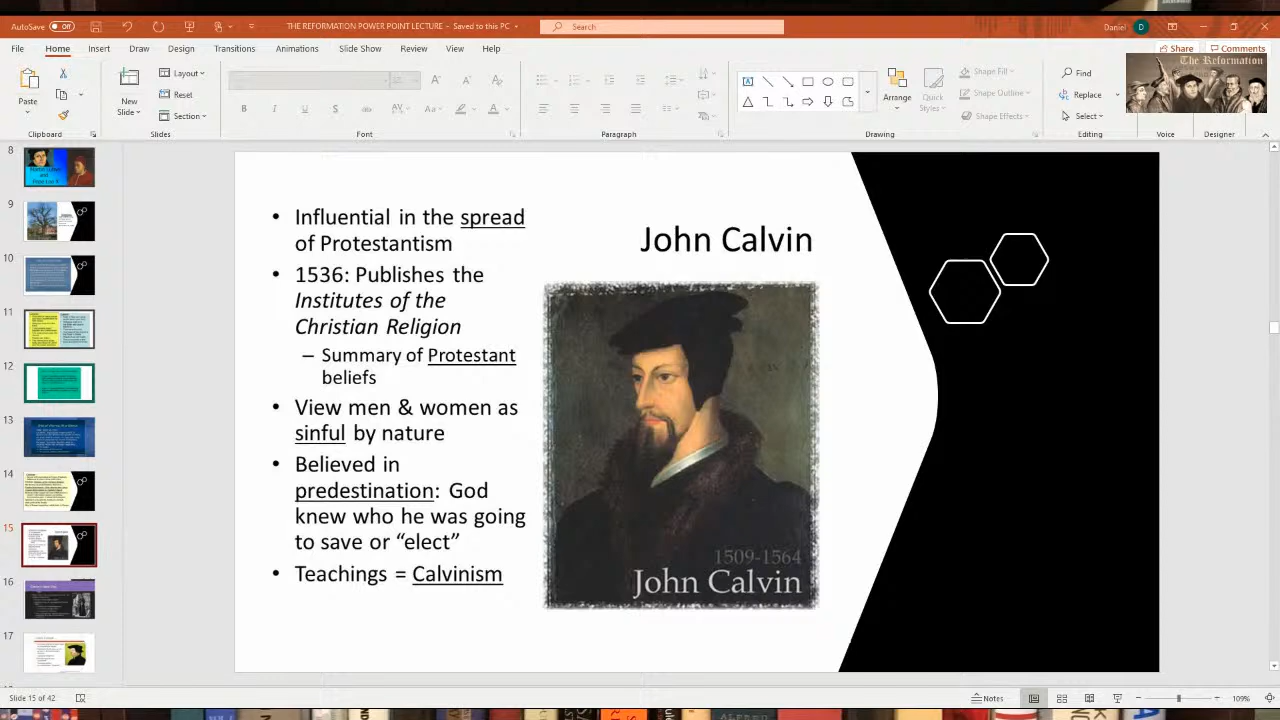 AutoSave
Off
THE REFORMATION POWER POINT LECTURE – Saved to this PC
Search
Daniel
D
File
Home
Insert
Draw
Design
Transitions
Animations
Slide Show
Review
View
Help
Share
Comments
Paste
New
Slide
Layout
Reset
Section
Aa
Arrange
Quick
Styles
Shape Fill
Shape Outline
Shape Effects
Find
Replace
Select
The Reformation
Clipboard
Slides
Font
Paragraph
Drawing
Editing
Voice
Designer
8
9
14
15
16
17
• Influential in the spread
of Protestantism
• 1536: Publishes the
Institutes of the
Christian Religion
– Summary of Protestant
beliefs
• View men & women as
sinful by nature
• Believed in
predestination: God
knew who he was going
to save or “elect”
• Teachings = Calvinism
John Calvin
1509-1564
John Calvin
Slide 15 of 42
Notes
109%